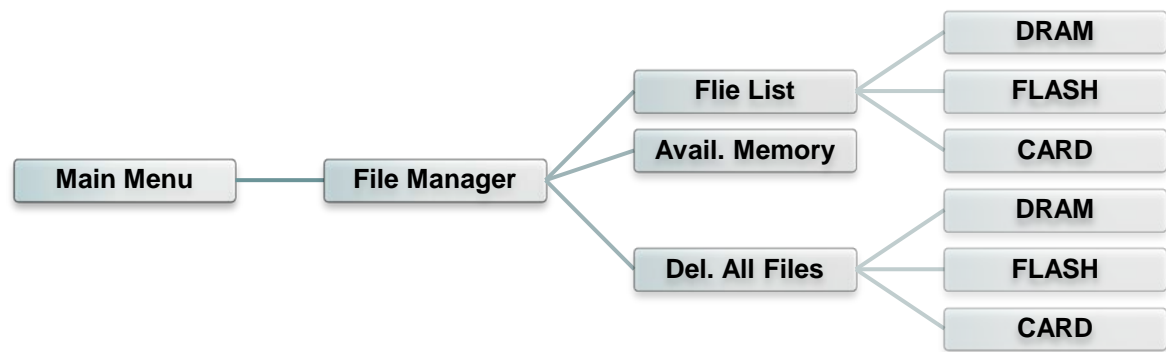 Main Menu
File Manager
Flie List
DRAM
FLASH
CARD
Avail. Memory
Del. All Files
DRAM
FLASH
CARD